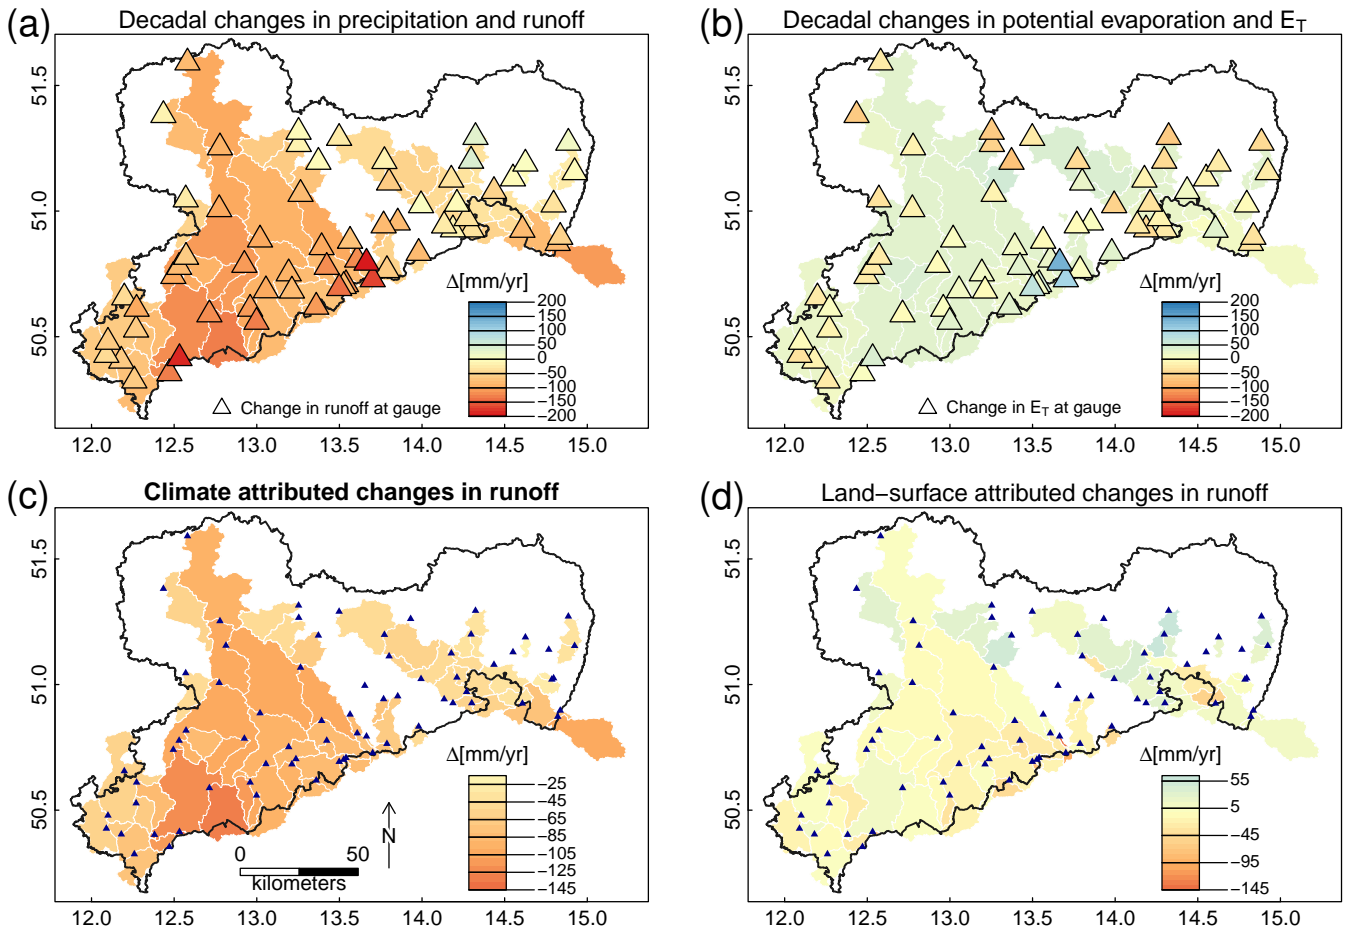 (a) Decadal changes in precipitation and runoff
51.5
51.0
50.5
Δ[mm/yr]
200
150
100
50
0
−50
−100
−150
−200
Change in runoff at gauge
12.0 12.5 13.0 13.5 14.0 14.5 15.0
(b) Decadal changes in potential evaporation and E_T
51.5
51.0
50.5
Δ[mm/yr]
200
150
100
50
0
−50
−100
−150
−200
Change in E_T at gauge
12.0 12.5 13.0 13.5 14.0 14.5 15.0
(c) Climate attributed changes in runoff
51.5
51.0
50.5
Δ[mm/yr]
−25
−45
−65
−85
−105
−125
−145
N
0 50
kilometers
12.0 12.5 13.0 13.5 14.0 14.5 15.0
(d) Land−surface attributed changes in runoff
51.5
51.0
50.5
Δ[mm/yr]
55
5
−45
−95
−145
12.0 12.5 13.0 13.5 14.0 14.5 15.0